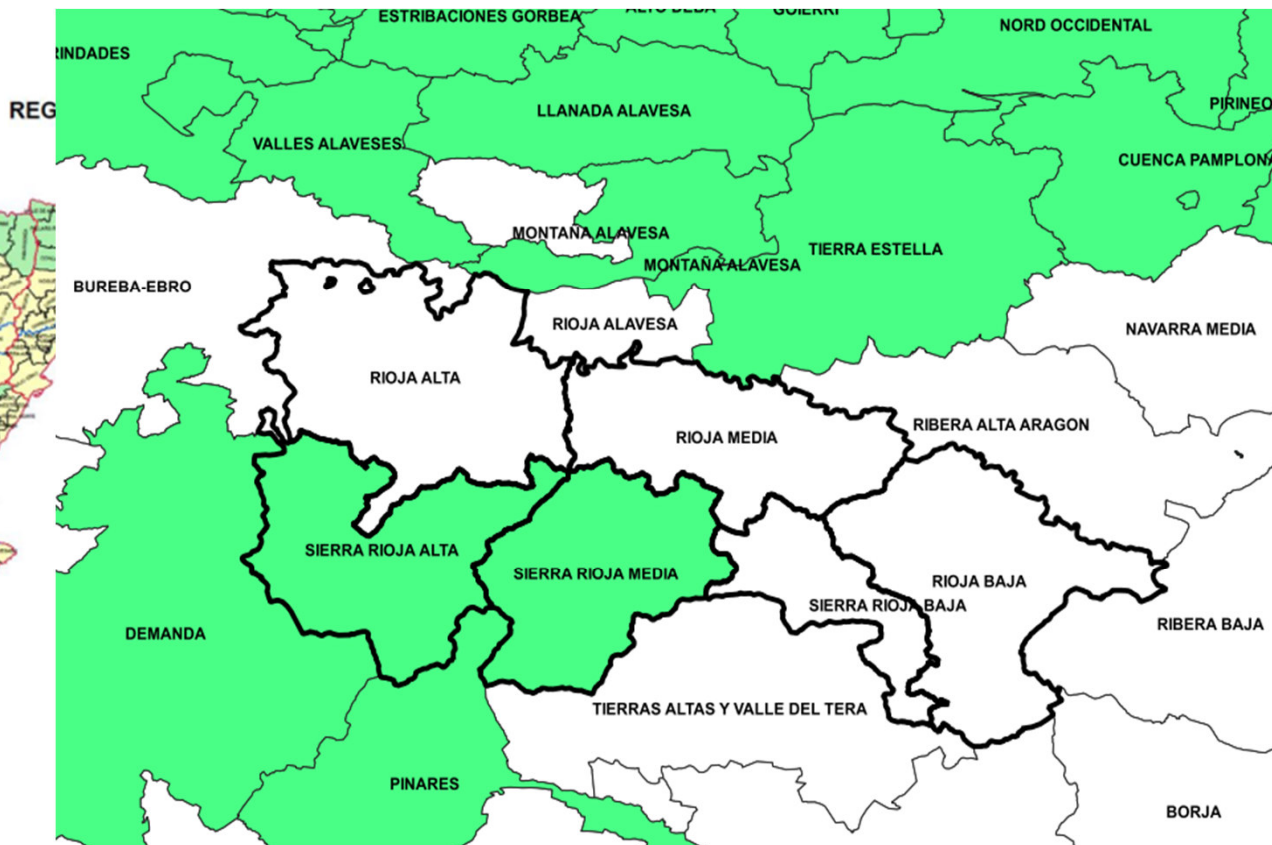 ESTRIBACIONES GORBEA
NORD OCCIDENTAL
RINDADES
REG
LLANADA ALAVESA
PIRINEO
VALLES ALAVESES
CUENCA PAMPLONA
MONTAÑA ALAVESA
TIERRA ESTELLA
MONTAÑA ALAVESA
BUREBA-EBRO
RIOJA ALAVESA
NAVARRA MEDIA
RIOJA ALTA
RIBERA ALTA ARAGON
RIOJA MEDIA
SIERRA RIOJA ALTA
SIERRA RIOJA MEDIA
RIOJA BAJA
SIERRA RIOJA BAJA
RIBERA BAJA
DEMANDA
TIERRAS ALTAS Y VALLE DEL TERA
PINARES
BORJA